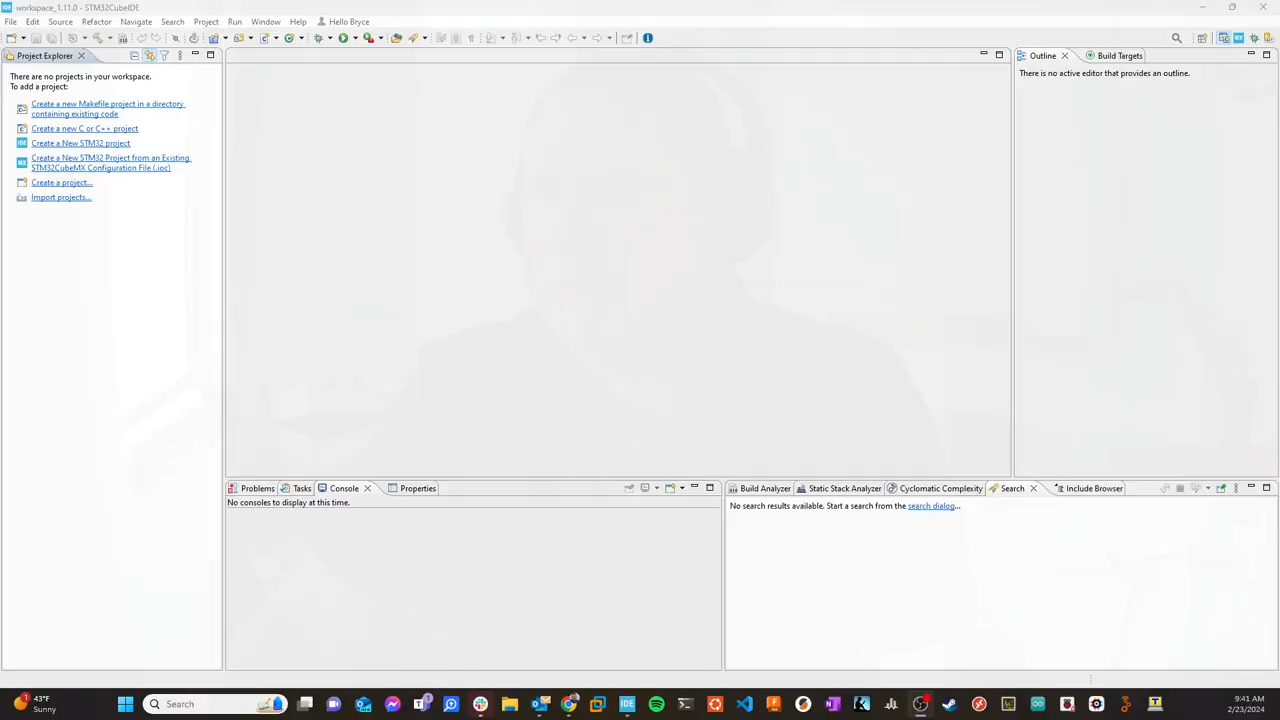 workspace_1.11.0 - STM32CubeIDE
File Edit Source Refactor Navigate Search Project Run Window Help Hello Bryce
Project Explorer
There are no projects in your workspace.
To add a project:
Create a new Makefile project in a directory
containing existing code
Create a new C or C++ project
Create a New STM32 project
Create a New STM32 Project from an Existing
STM32CubeMX Configuration File (.ioc)
Create a project...
Import projects...
Outline Build Targets
There is no active editor that provides an outline.
Problems Tasks Console Properties
No consoles to display at this time.
Build Analyzer Static Stack Analyzer Cyclomatic Complexity Search Include Browser
No search results available. Start a search from the search dialog...
43°F
Sunny
Search
9:41 AM
2/23/2024